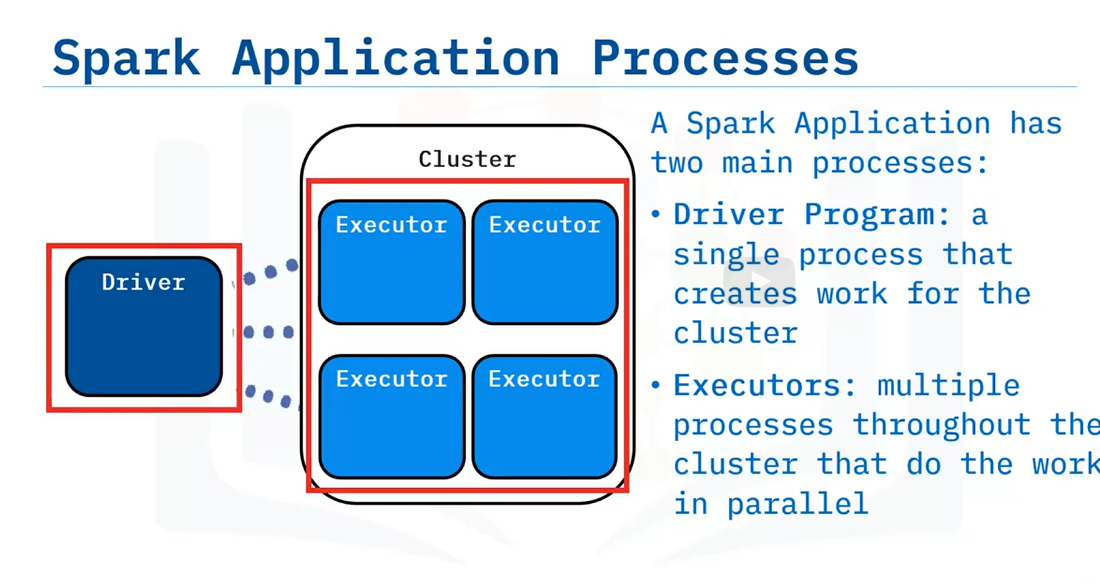 Spark Application Processes
A Spark Application has
two main processes:
Cluster
Executor Executor
Driver
Executor Executor
• Driver Program: a
single process that
creates work for the
cluster
• Executors: multiple
processes throughout the
cluster that do the work
in parallel